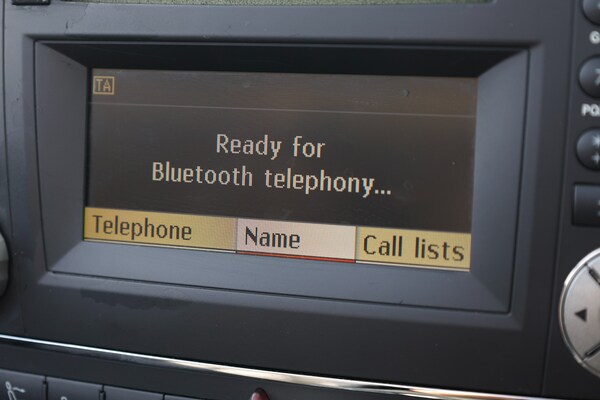 TA
Ready for
Bluetooth telephony...
Telephone Name Call lists